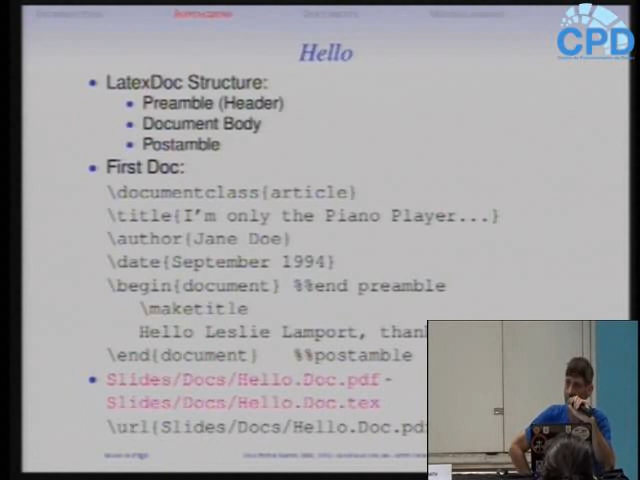 CPD
Hello
• LatexDoc Structure:
• Preamble (Header)
• Document Body
• Postamble
• First Doc:
\documentclass{article}
\title{I'm only the Piano Player...}
\author{Jane Doe}
\date{September 1994}
\begin{document} %%end preamble
\maketitle
Hello Leslie Lamport,
\end{document} %%postamble
• Slides/Docs/Hello.Doc.pdf -
Slides/Docs/Hello.Doc.tex
\url{Slides/Docs/Hello.Doc.pd